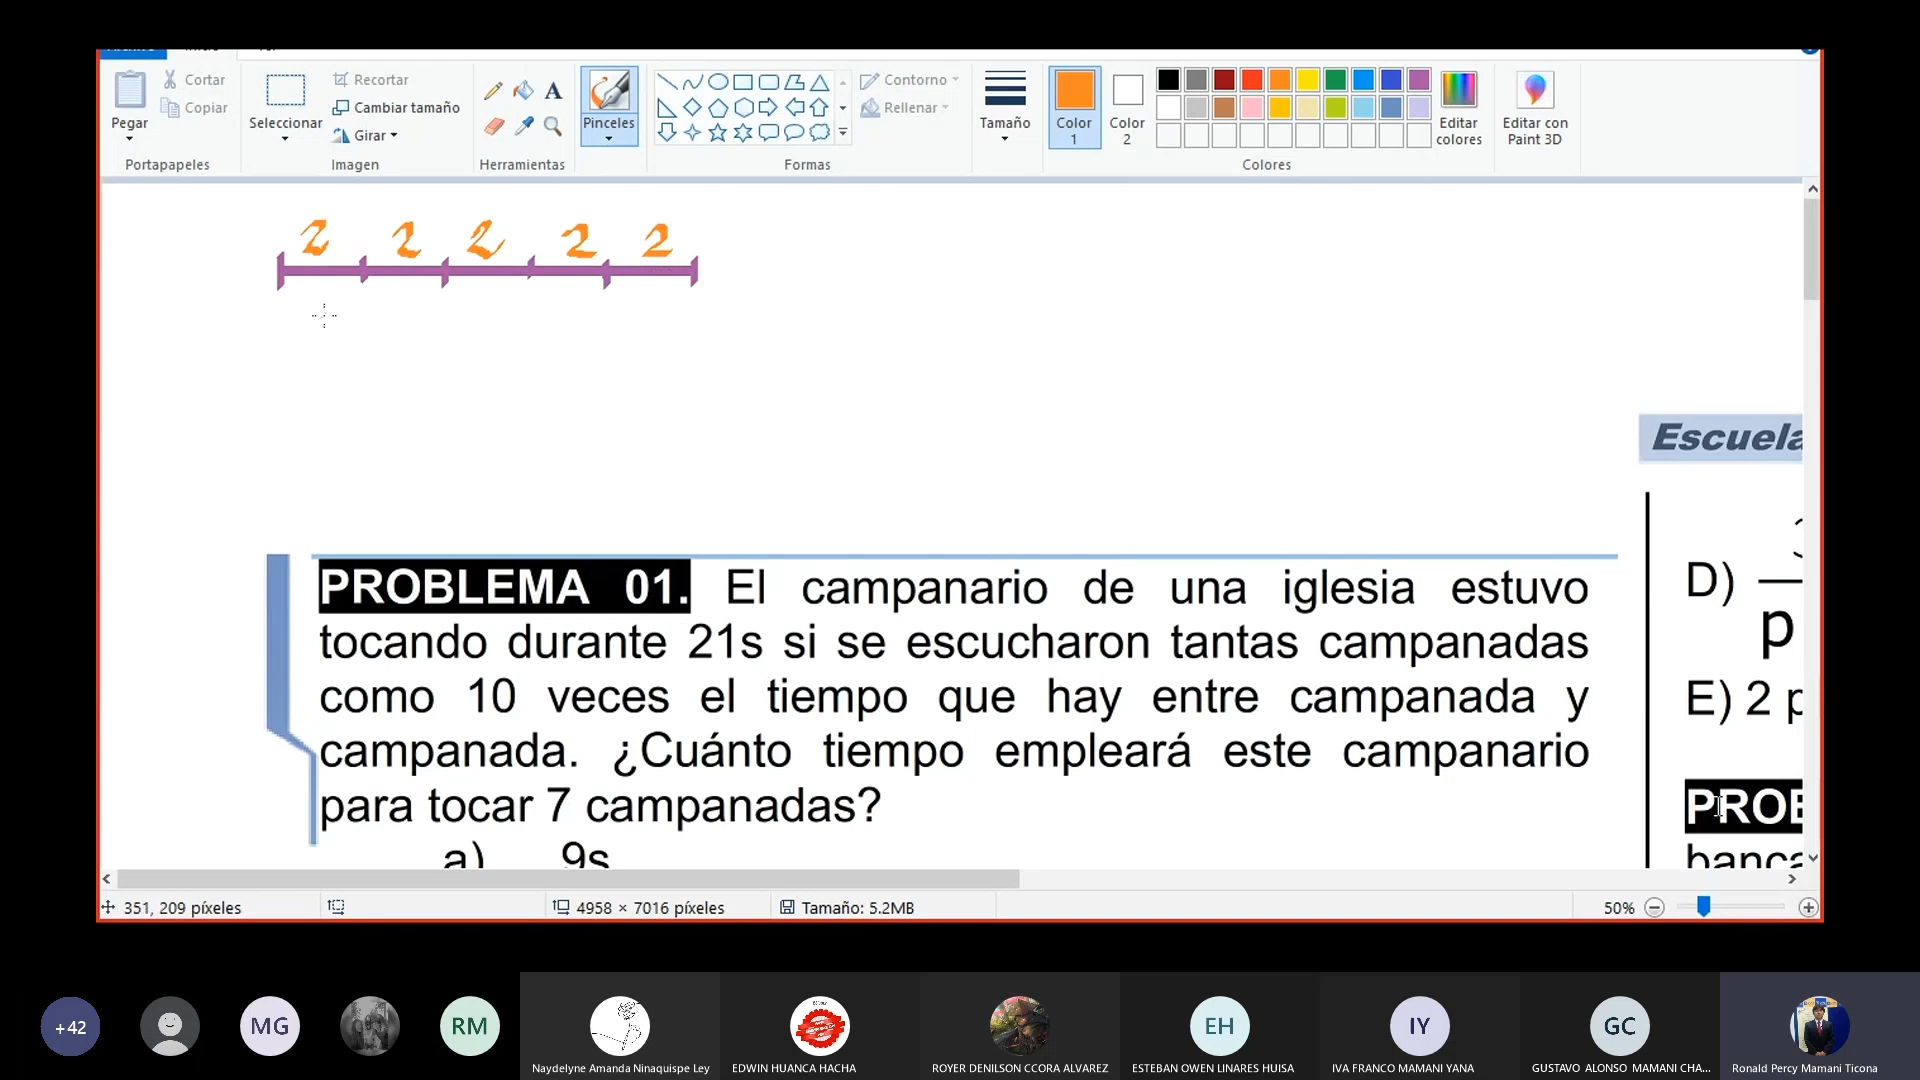 Pegar
Cortar
Copiar
Portapapeles
Seleccionar
Recortar
Cambiar tamaño
Girar
Imagen
A
Herramientas
Pinceles
Formas
Contorno
Rellenar
Tamaño
Color 1
Color 2
Colores
Editar colores
Editar con Paint 3D
2 2 2 2 2
PROBLEMA 01. El campanario de una iglesia estuvo
tocando durante 21s si se escucharon tantas campanadas
como 10 veces el tiempo que hay entre campanada y
campanada. ¿Cuánto tiempo empleará este campanario
para tocar 7 campanadas?
a) 9s
Escuela
D)
p
E) 2 p
PROB
banca
351, 209 píxeles
4958 × 7016 píxeles
Tamaño: 5.2MB
50%
+42
MG
RM
Naydelyne Amanda Ninaquispe Ley
EDWIN HUANCA HACHA
ROYER DENILSON CCORA ALVAREZ
EH
ESTEBAN OWEN LINARES HUISA
IY
IVA FRANCO MAMANI YANA
GC
GUSTAVO ALONSO MAMANI CHA...
Ronald Percy Mamani Ticona